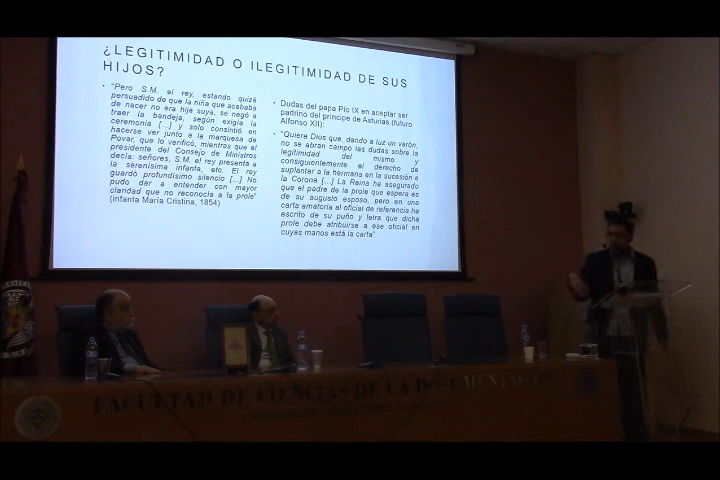 ¿LEGITIMIDAD O ILEGITIMIDAD DE SUS
HIJOS?
• "Pero S.M. el rey, estando quizá
persuadido de que la niña que acababa
de nacer no era hija suya, se negó a
traer la bandeja, según exigía la
ceremonia [...] y solo consintió en
hacerse ver junto a la marquesa de
Povar, que lo verificó, mientras que el
presidente del Consejo de Ministros
decía: señores, S.M. el rey presenta a
la serenísima infanta, etc. El rey
guardó profundísimo silencio [...] No
pudo dar a entender con mayor
claridad que no reconocía a la prole"
(infanta María Cristina, 1854)
• Dudas del papa Pío IX en aceptar ser
padrino del príncipe de Asturias (futuro
Alfonso XII):
• "Quiera Dios que, dando a luz un varón,
no se abran campo las dudas sobre la
legitimidad del mismo y
consiguientemente el derecho de
suplantar a la hermana en la sucesión a
la Corona [...] La Reina ha asegurado
que el padre de la prole que espera es
de su augusto esposo, pero en una
carta amatoria al oficial de referencia ha
escrito de su puño y letra que dicha
prole debe atribuirse a ese oficial en
cuyas manos está la carta"
FACULTAD DE CIENCIAS DE LA DOCUMENTACIÓN